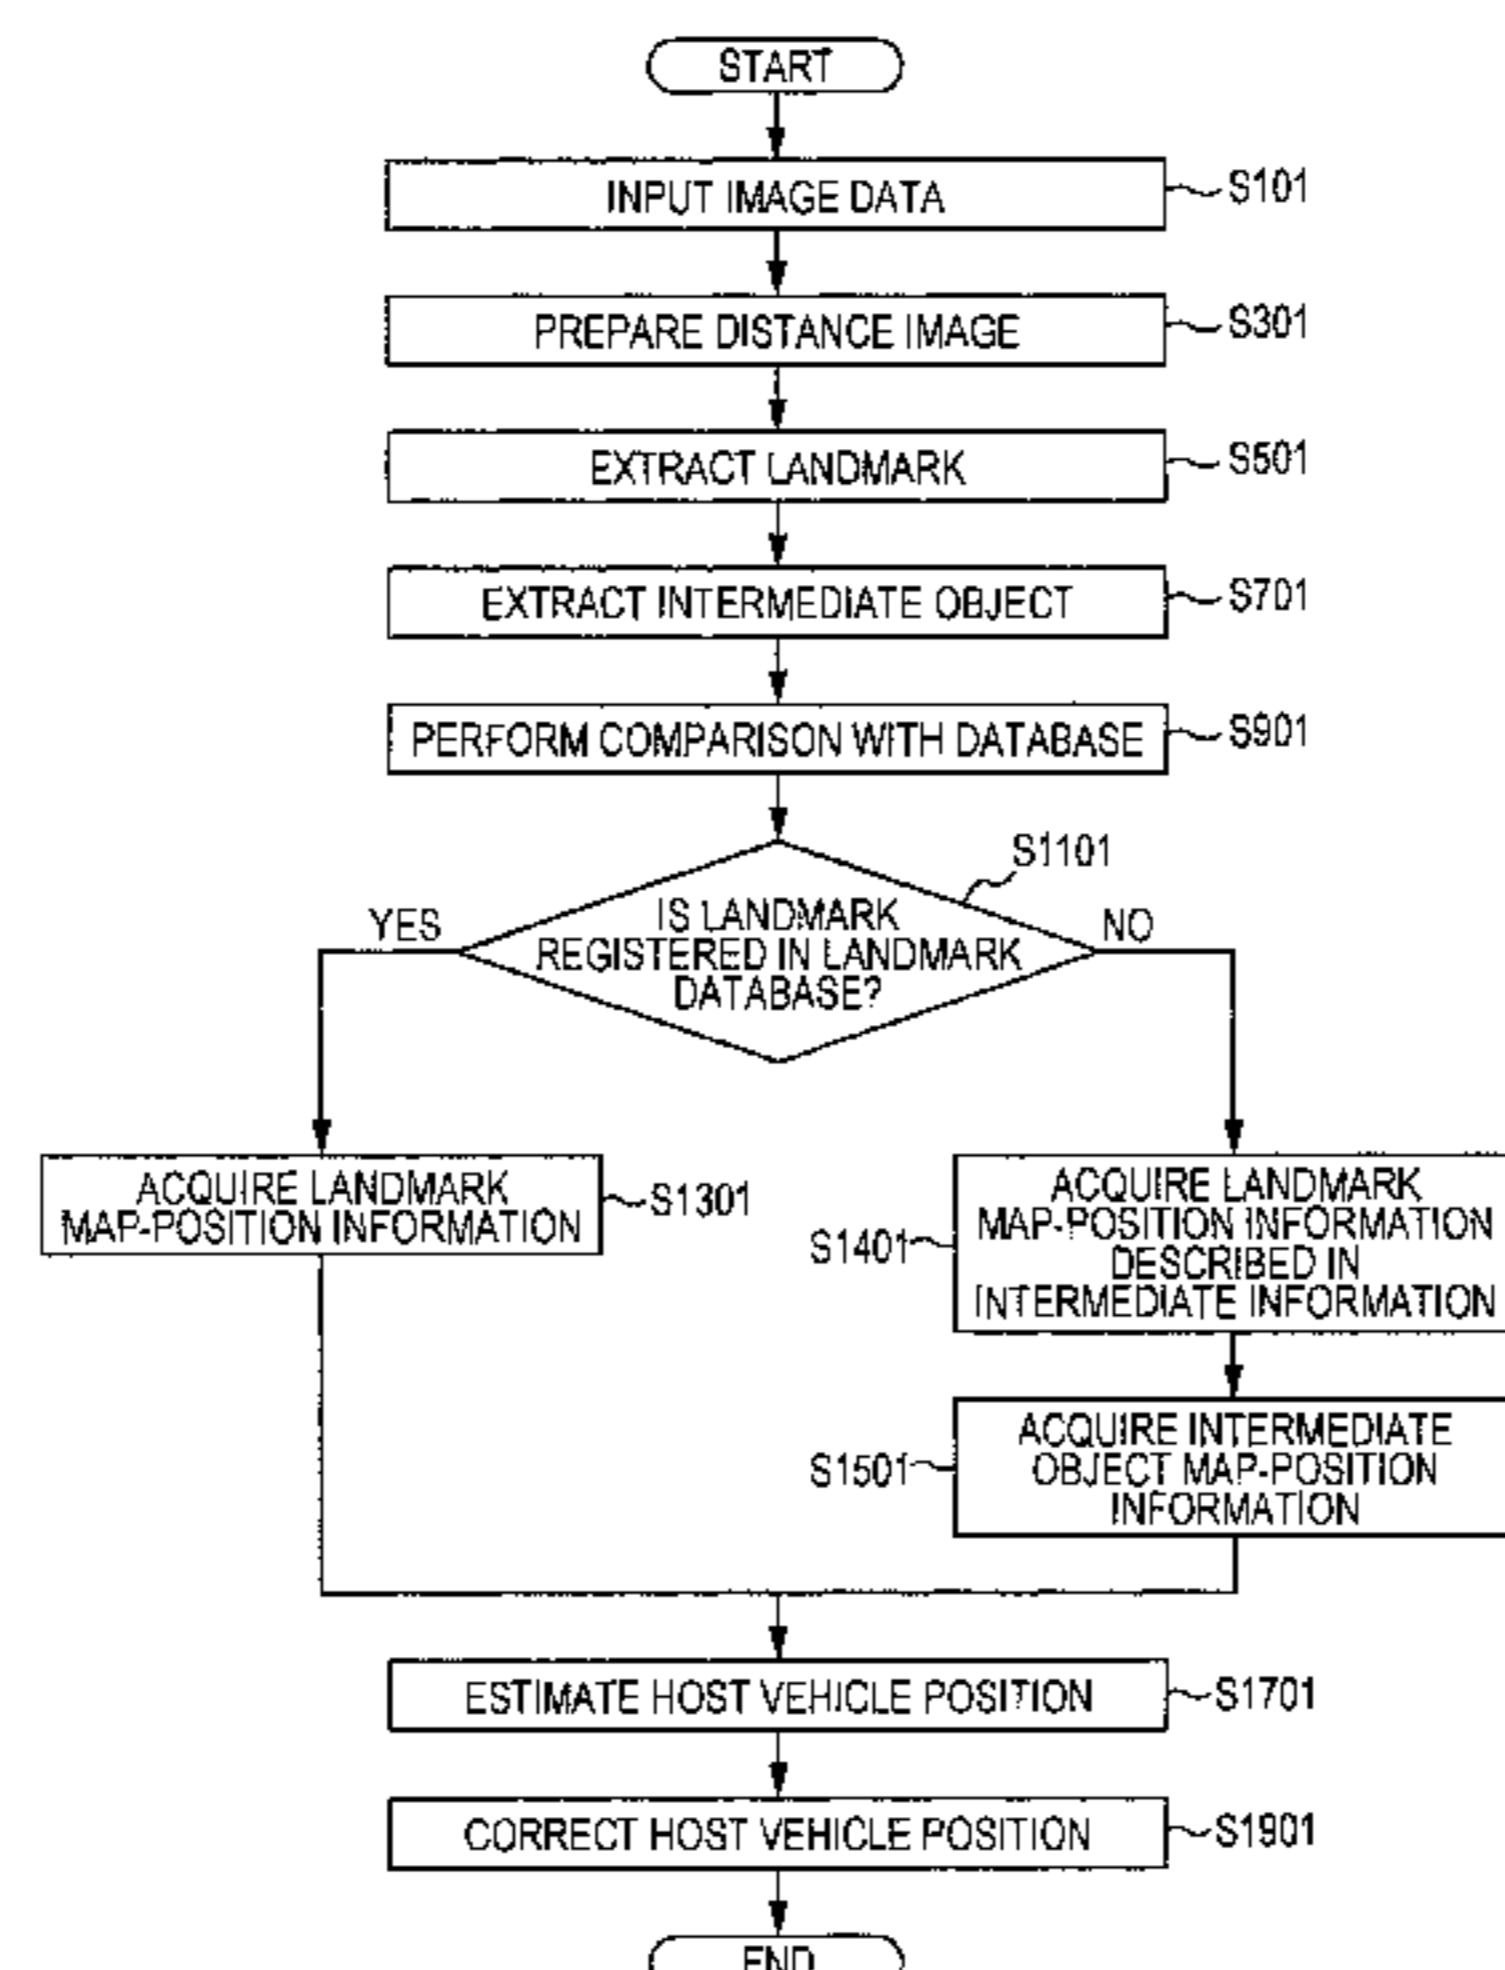 START
INPUT IMAGE DATA
S101
PREPARE DISTANCE IMAGE
S301
EXTRACT LANDMARK
S501
EXTRACT INTERMEDIATE OBJECT
S701
PERFORM COMPARISON WITH DATABASE
S901
S1101
YES
IS LANDMARK
REGISTERED IN LANDMARK
DATABASE?
NO
ACQUIRE LANDMARK
MAP-POSITION INFORMATION
S1301
ACQUIRE LANDMARK
MAP-POSITION INFORMATION
DESCRIBED IN
INTERMEDIATE INFORMATION
S1401
ACQUIRE INTERMEDIATE
OBJECT MAP-POSITION
INFORMATION
S1501
ESTIMATE HOST VEHICLE POSITION
S1701
CORRECT HOST VEHICLE POSITION
S1901
END